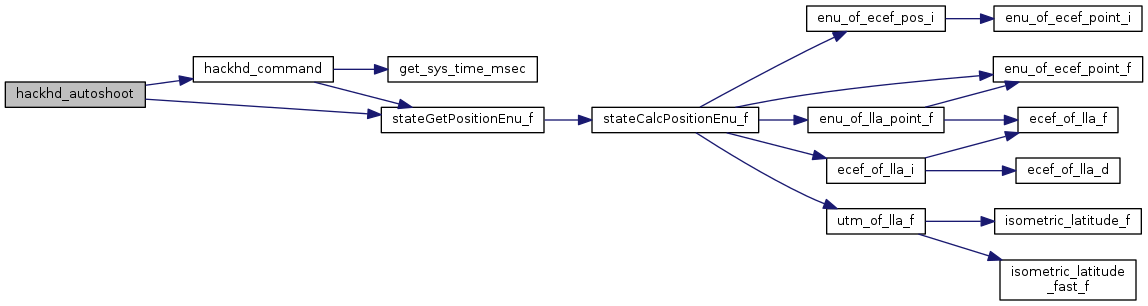 hackhd_autoshoot
hackhd_command
get_sys_time_msec
stateGetPositionEnu_f
stateCalcPositionEnu_f
enu_of_ecef_pos_i
enu_of_ecef_point_i
enu_of_ecef_point_f
enu_of_lla_point_f
ecef_of_lla_f
ecef_of_lla_i
ecef_of_lla_d
utm_of_lla_f
isometric_latitude_f
isometric_latitude
_fast_f